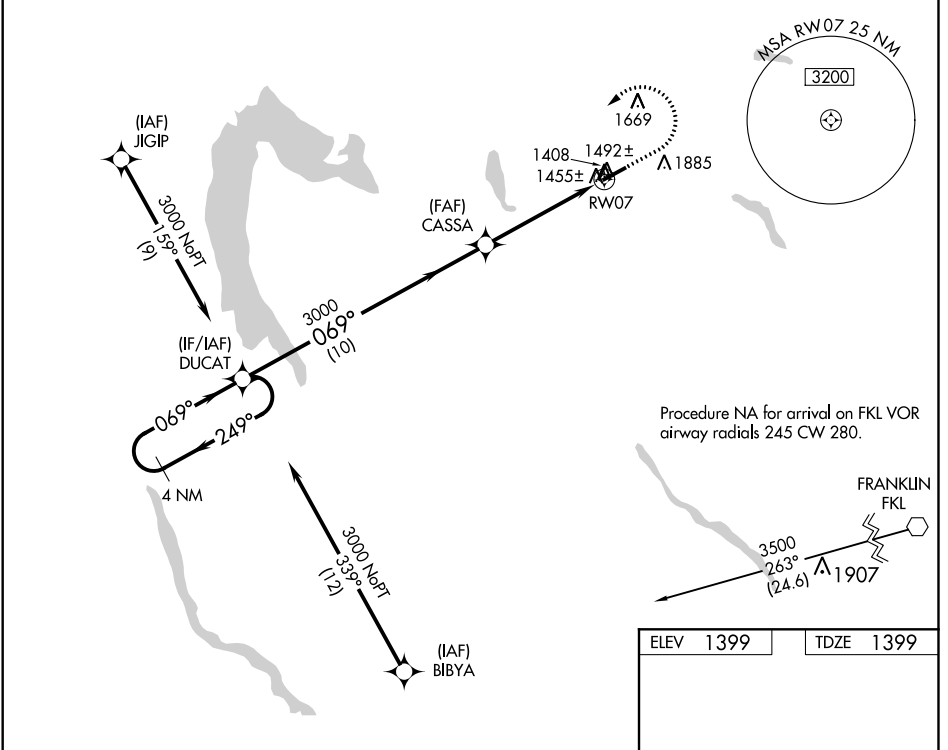 MSA RW07 25 NM
3200
(IAF)
JIGIP
3000 NoPT
159°
(9)
1669
1408
1492±
1455±
1885
RW07
(FAF)
CASSA
3000
069°
(10)
(IF/IAF)
DUCAT
069°
249°
4 NM
Procedure NA for arrival on FKL VOR
airway radials 245 CW 280.
FRANKLIN
FKL
3500
263°
(24.6)
1907
3000 NoPT
339°
(12)
(IAF)
BIBYA
ELEV 1399
TDZE 1399